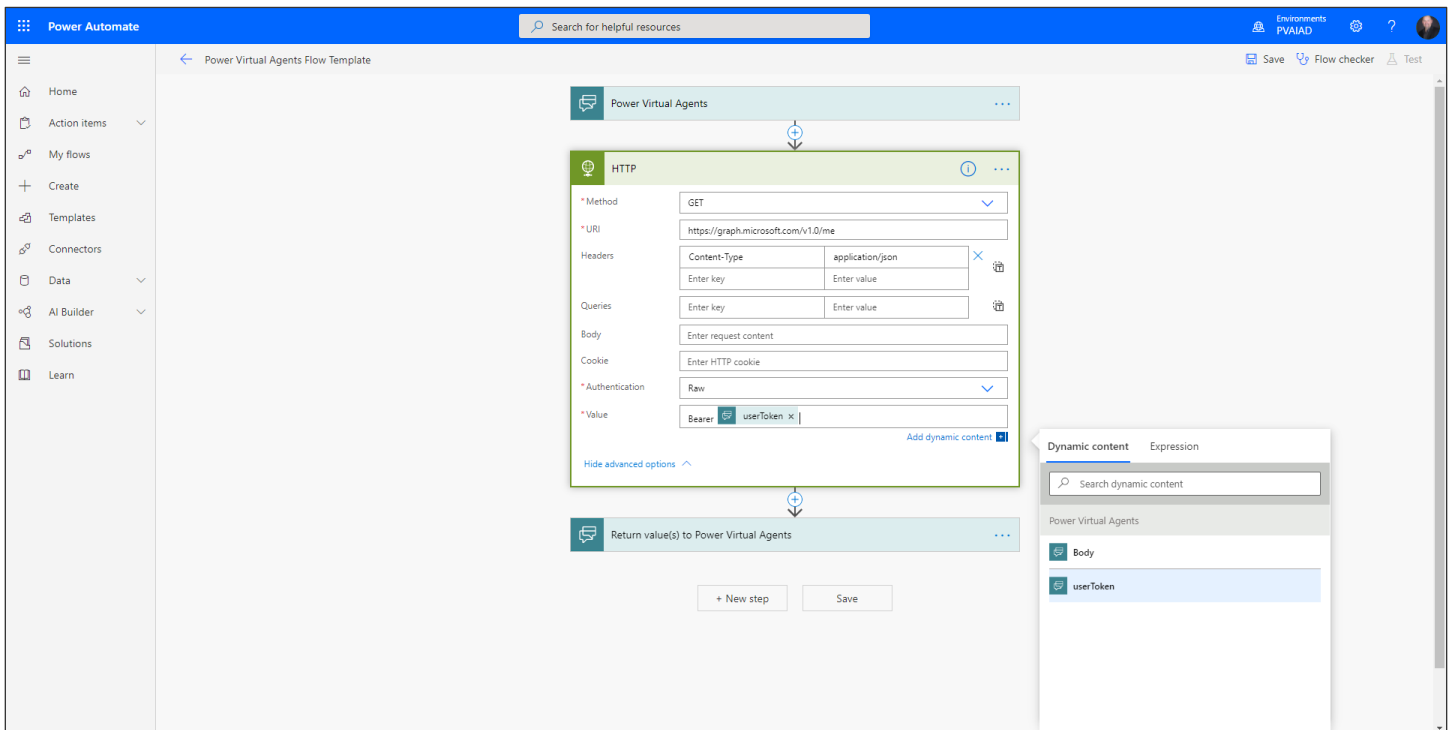 Power Automate
Search for helpful resources
Environments
PVAIAD
?
Power Virtual Agents Flow Template
Save
Flow checker
Test
Home
Action items
My flows
Create
Templates
Connectors
Data
AI Builder
Solutions
Learn
Power Virtual Agents
HTTP
* Method
GET
* URI
https://graph.microsoft.com/v1.0/me
Headers
Content-Type application/json
Enter key Enter value
Queries
Enter key Enter value
Body
Enter request content
Cookie
Enter HTTP cookie
* Authentication
Raw
* Value
Bearer userToken ×
Add dynamic content
Hide advanced options
Return value(s) to Power Virtual Agents
+ New step
Save
Dynamic content Expression
Search dynamic content
Power Virtual Agents
Body
userToken